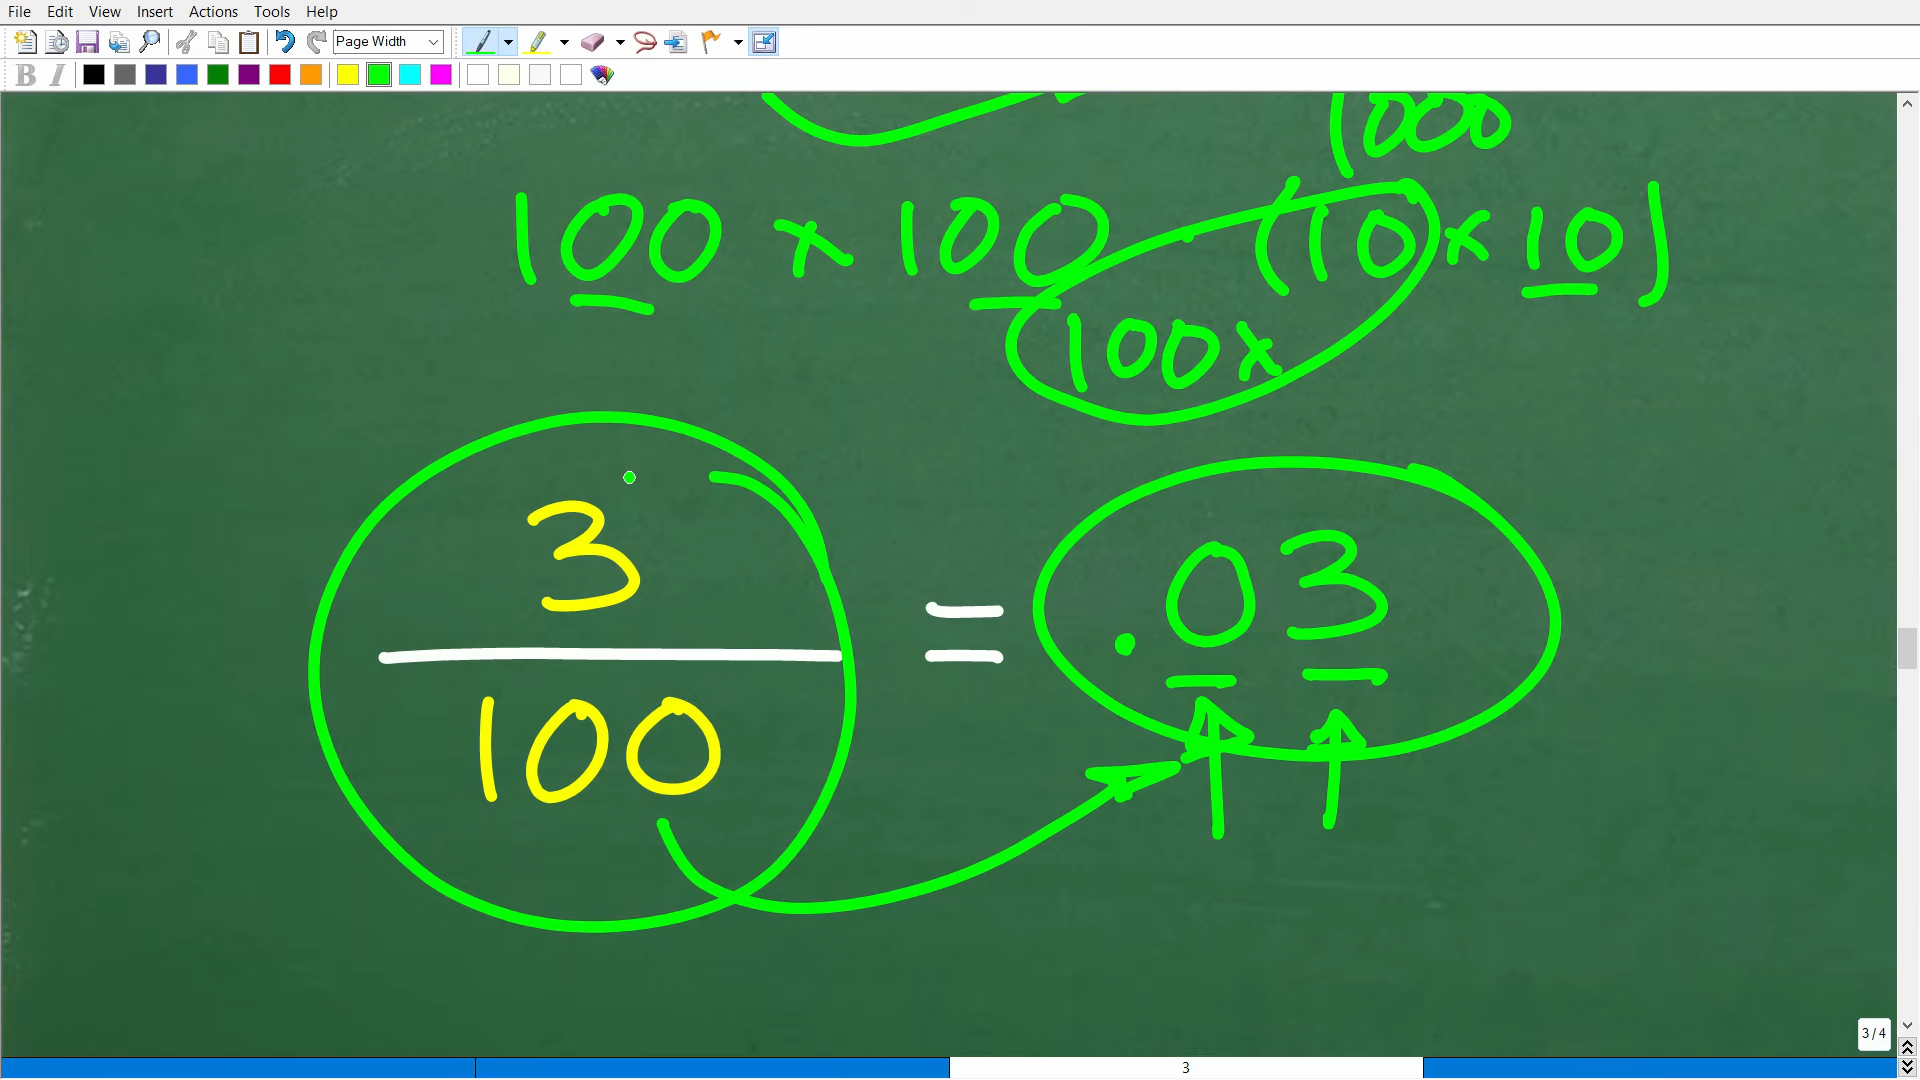 File Edit View Insert Actions Tools Help
Page Width
B I
1000
100 x 100 (10 x 10)
100x
3
100
= .03
3 / 4
3